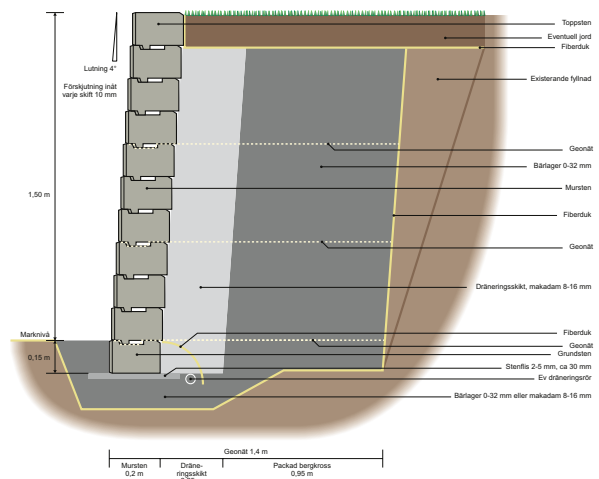 Toppsten
Eventuell jord
Fiberduk
Lutning 4°
Existerande fyllnad
Förskjutning inåt
varje skift 10 mm
Geonät
Bärlager 0-32 mm
Mursten
1,50 m
Fiberduk
Geonät
Dräneringsskikt, makadam 8-16 mm
Marknivå
Fiberduk
Geonät
Grundsten
0,15 m
Stenflis 2-5 mm, ca 30 mm
Ev dräneringsrör
Bärlager 0-32 mm eller makadam 8-16 mm
Geonät 1,4 m
Mursten
0,2 m
Dräne-
ringsskikt
Packad bergkross
0,95 m